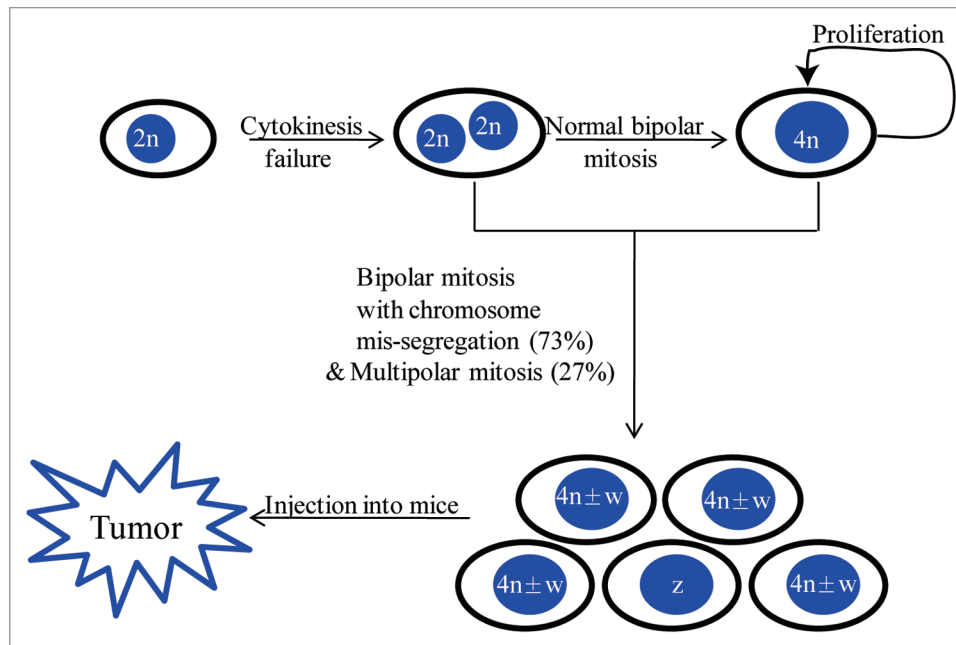 Proliferation
2n
Cytokinesis
failure
2n 2n
Normal bipolar
mitosis
4n
Bipolar mitosis
with chromosome
mis-segregation (73%)
& Multipolar mitosis (27%)
4n±w 4n±w
Tumor
Injection into mice
4n±w z 4n±w